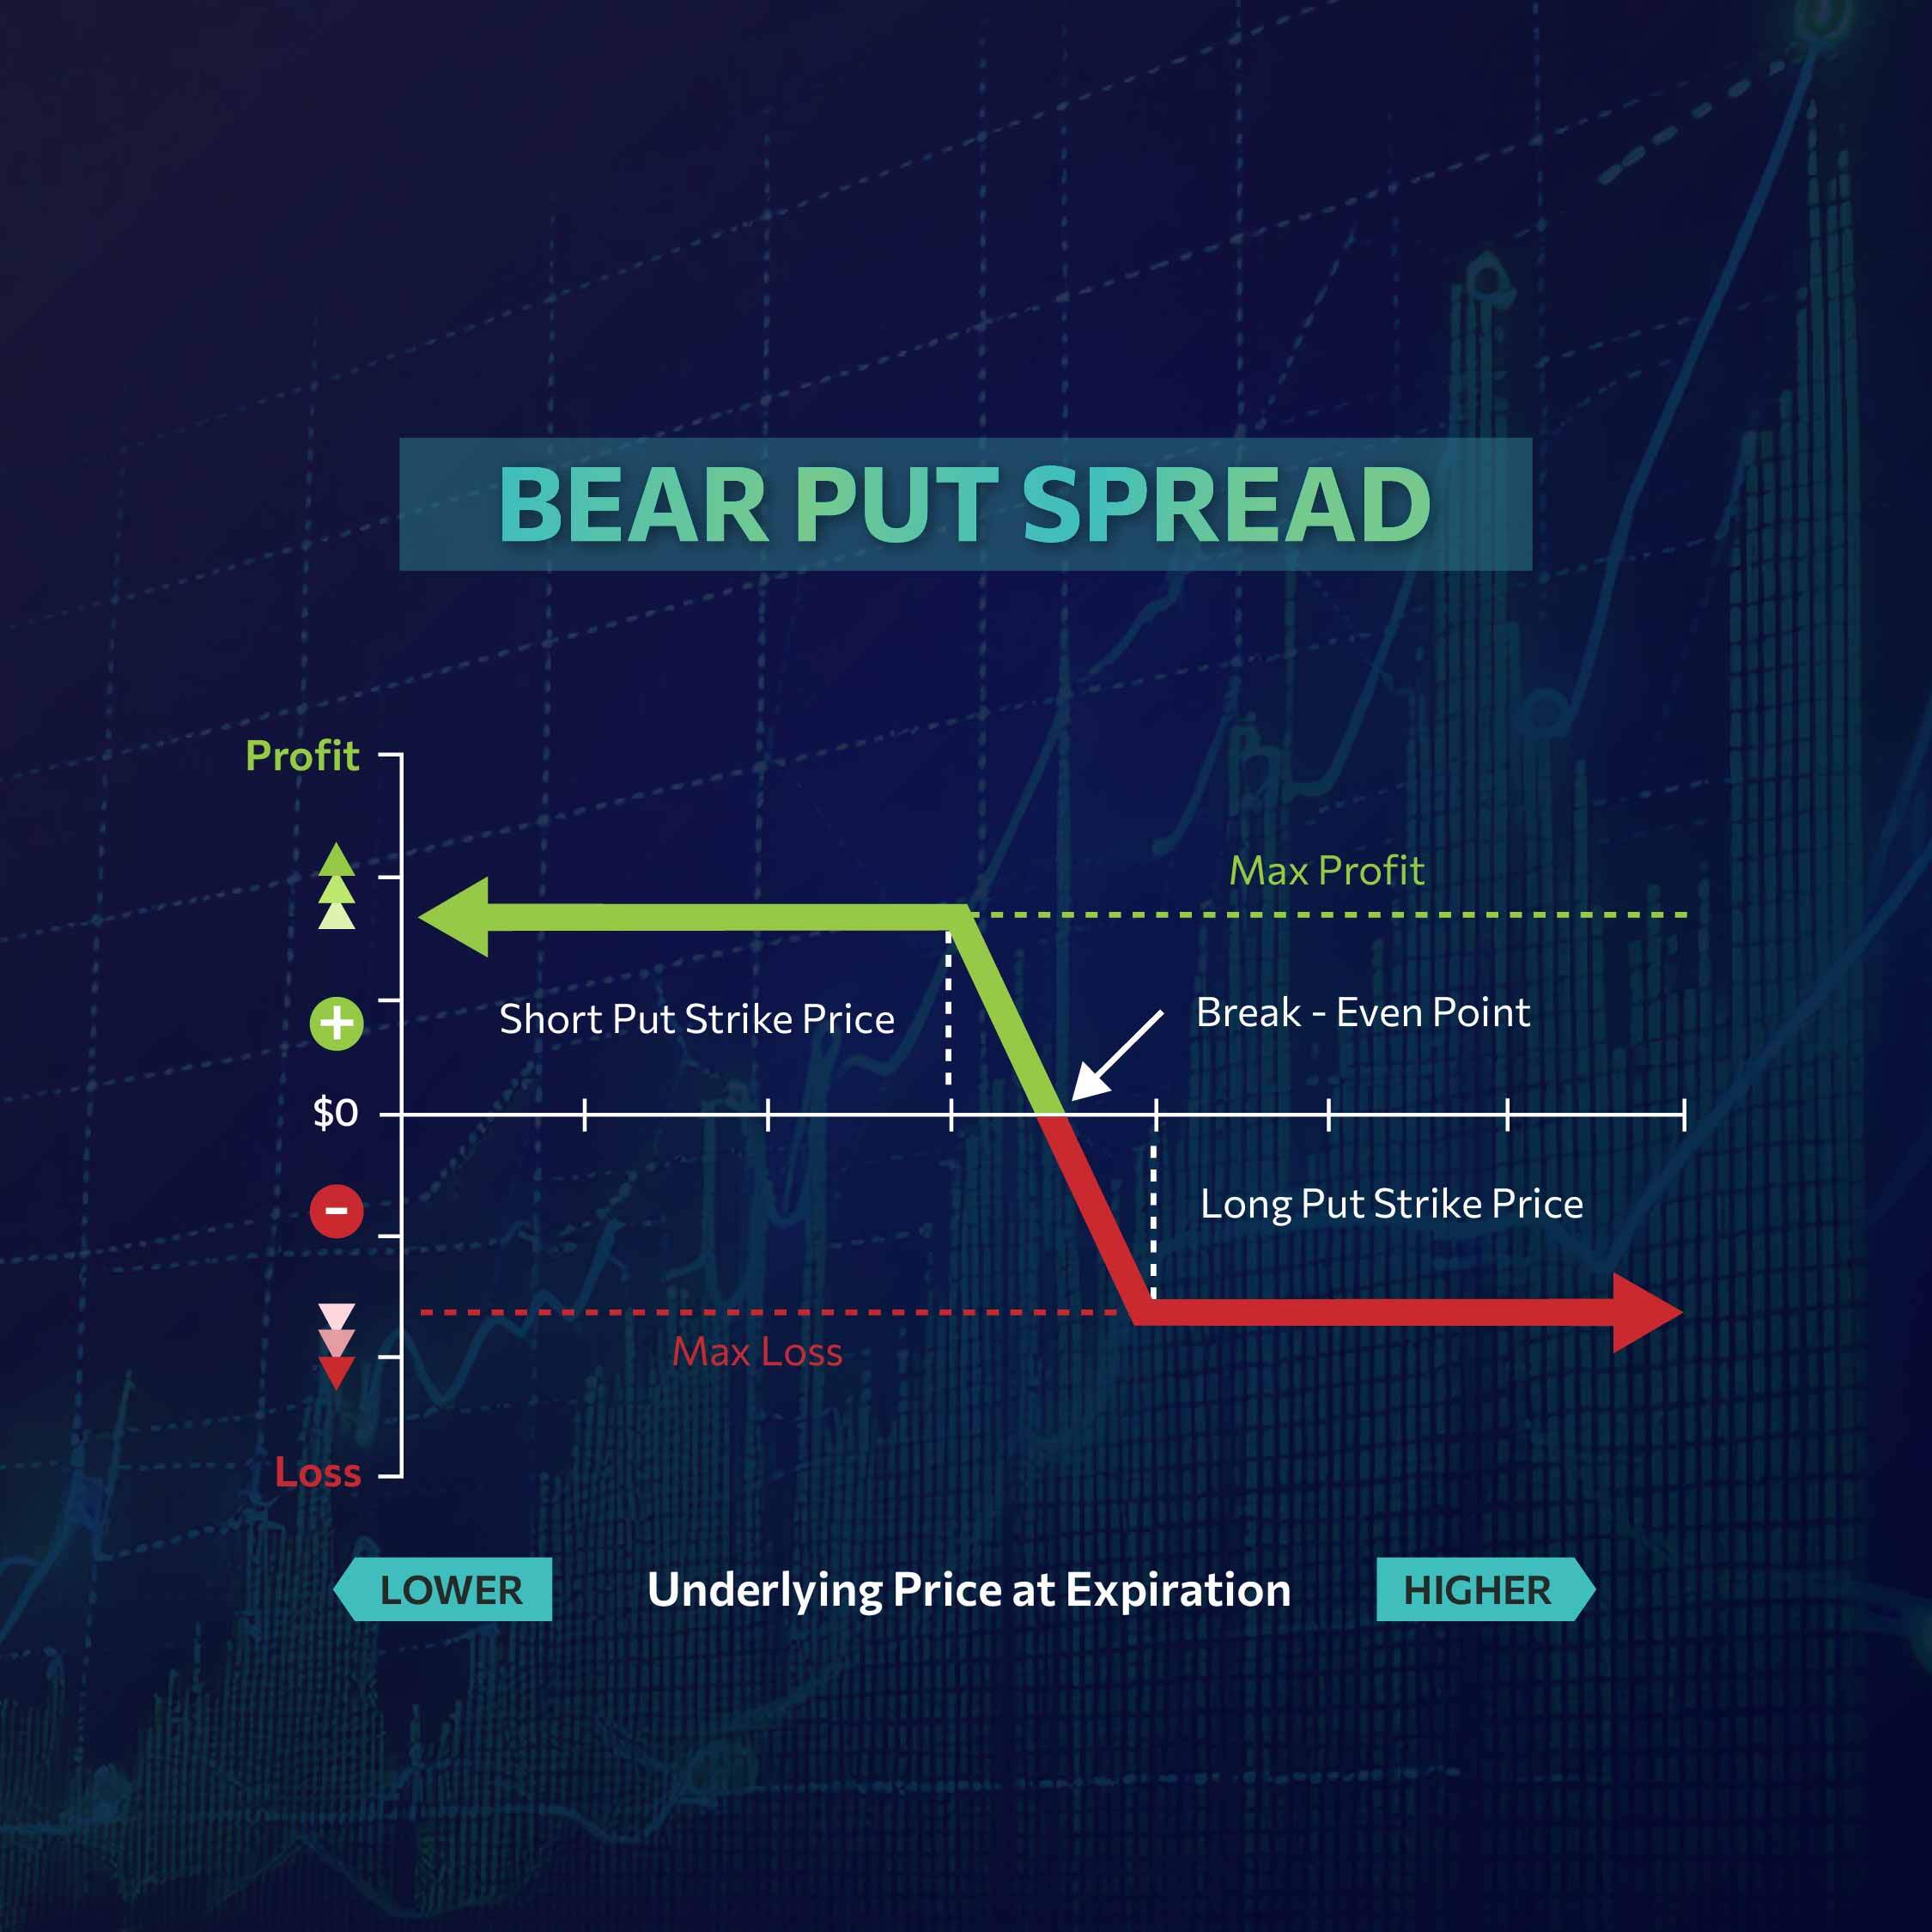 BEAR PUT SPREAD
Profit
Max Profit
Short Put Strike Price
Break - Even Point
+
$0
-
Long Put Strike Price
Max Loss
Loss
LOWER
Underlying Price at Expiration
HIGHER